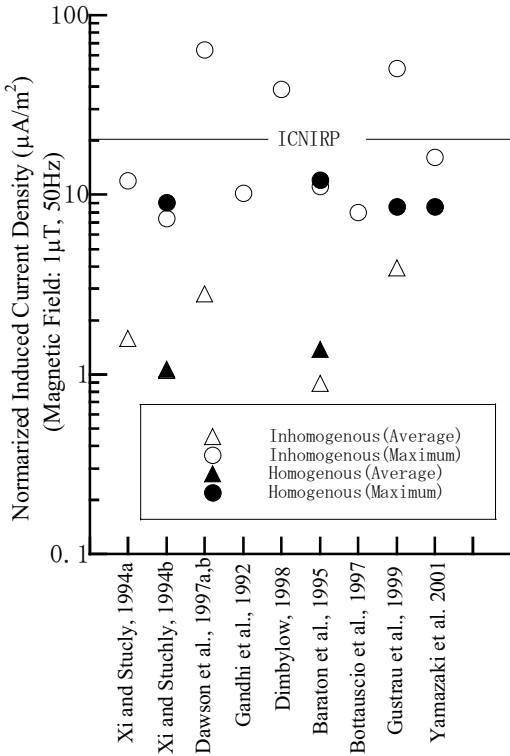 Normarized Induced Current Density (μA/m²)
(Magnetic Field: 1μT, 50Hz)
100
10
1
0.1
ICNIRP
Inhomogenous(Average)
Inhomogenous(Maximum)
Homogenous(Average)
Homogenous(Maximum)
Xi and Stucly, 1994a
Xi and Stuchly, 1994b
Dawson et al., 1997a,b
Gandhi et al., 1992
Dimbylow, 1998
Baraton et al., 1995
Bottauscio et al., 1997
Gustrau et al., 1999
Yamazaki et al. 2001